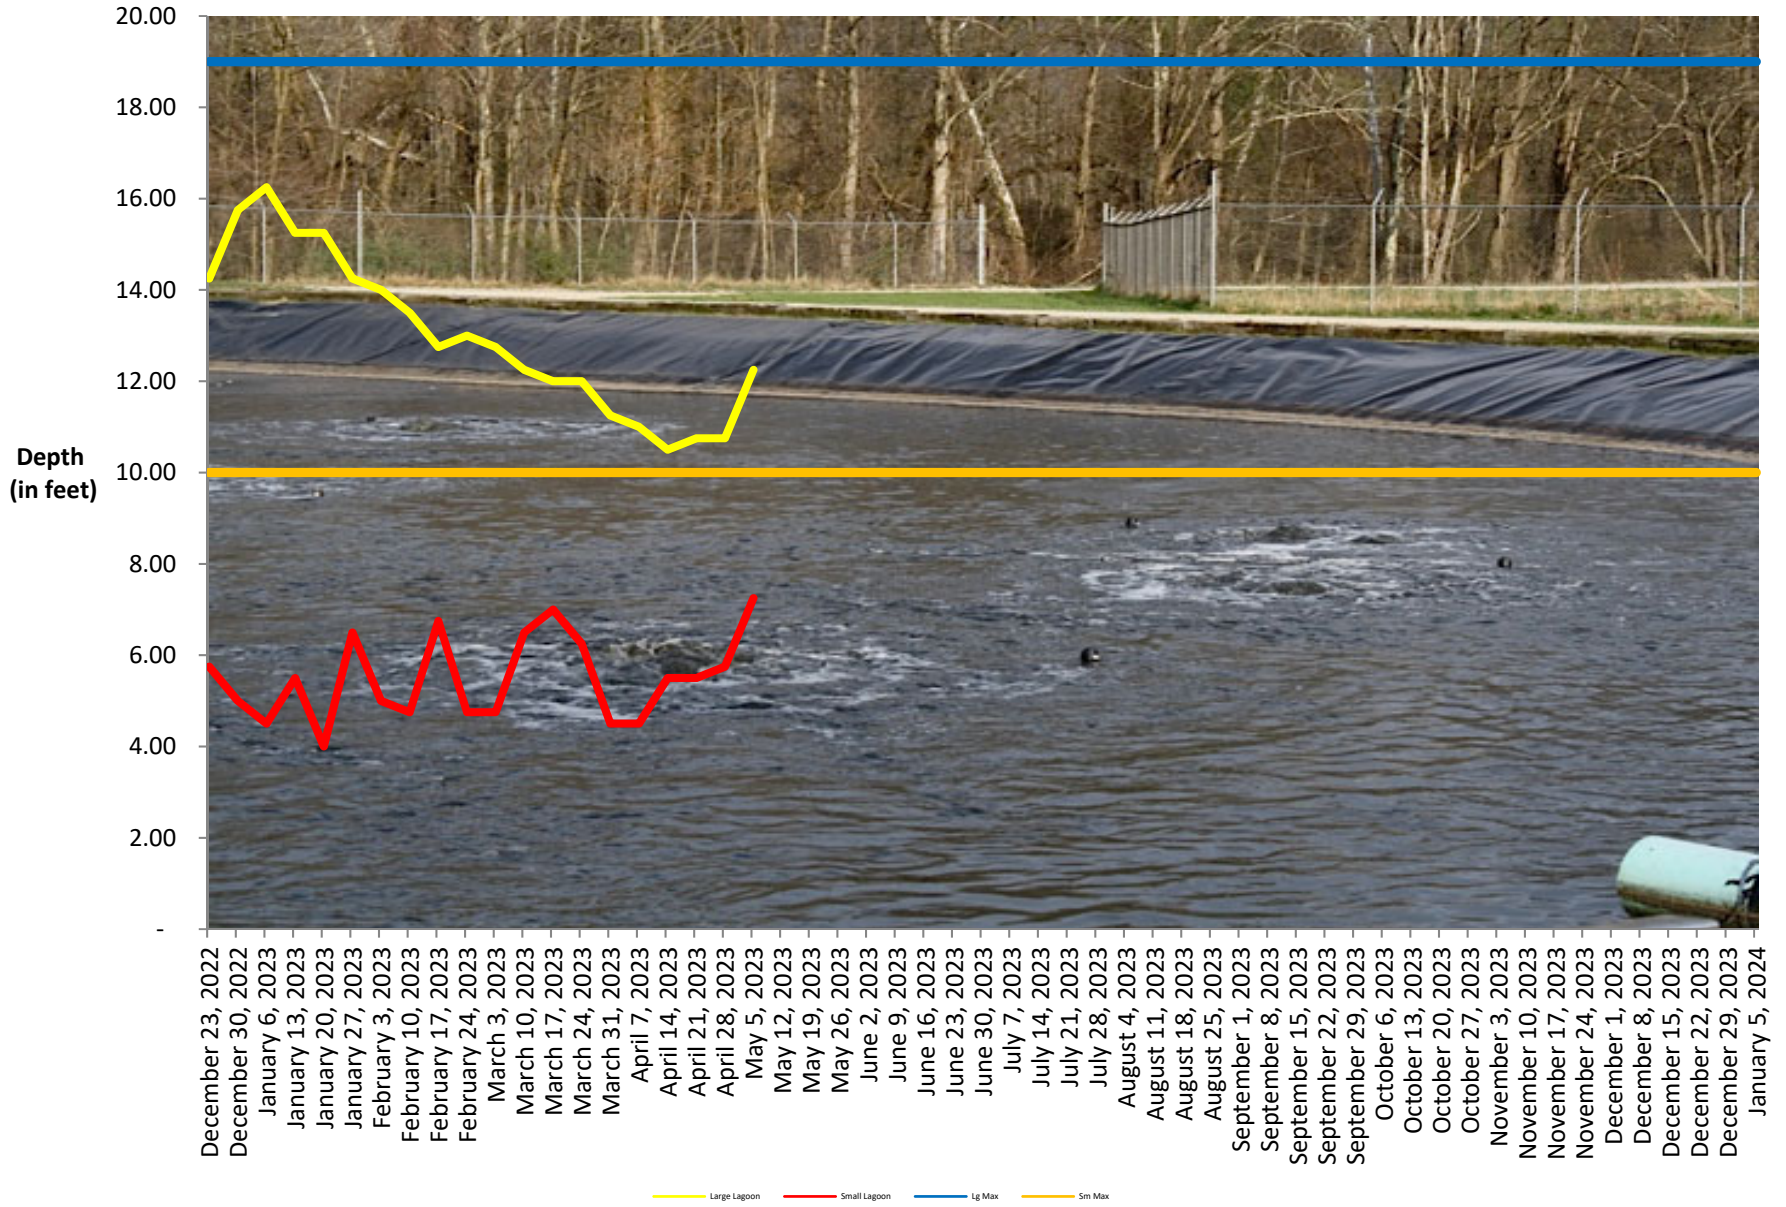 20.00
18.00
16.00
14.00
12.00
10.00
8.00
6.00
4.00
2.00
-
Depth
(in feet)
December 23, 2022
December 30, 2022
January 6, 2023
January 13, 2023
January 20, 2023
January 27, 2023
February 3, 2023
February 10, 2023
February 17, 2023
February 24, 2023
March 3, 2023
March 10, 2023
March 17, 2023
March 24, 2023
March 31, 2023
April 7, 2023
April 14, 2023
April 21, 2023
April 28, 2023
May 5, 2023
May 12, 2023
May 19, 2023
May 26, 2023
June 2, 2023
June 9, 2023
June 16, 2023
June 23, 2023
June 30, 2023
July 7, 2023
July 14, 2023
July 21, 2023
July 28, 2023
August 4, 2023
August 11, 2023
August 18, 2023
August 25, 2023
September 1, 2023
September 8, 2023
September 15, 2023
September 22, 2023
September 29, 2023
October 6, 2023
October 13, 2023
October 20, 2023
October 27, 2023
November 3, 2023
November 10, 2023
November 17, 2023
November 24, 2023
December 1, 2023
December 8, 2023
December 15, 2023
December 22, 2023
December 29, 2023
January 5, 2024
Large Lagoon
Small Lagoon
Lg Max
Sm Max